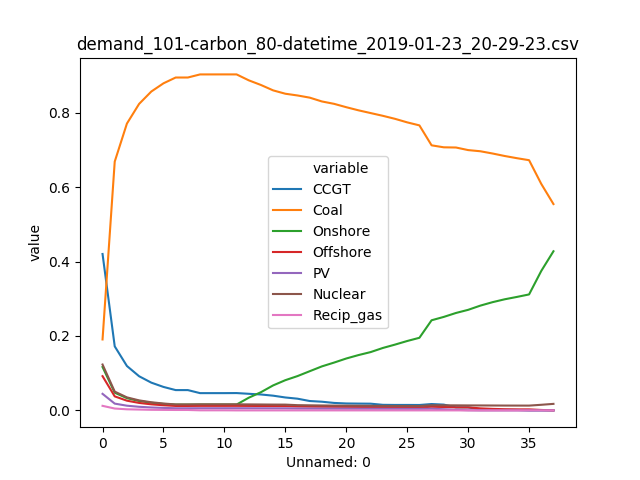 demand_101-carbon_80-datetime_2019-01-23_20-29-23.csv
value
0.8
0.6
0.4
0.2
0.0
variable
CCGT
Coal
Onshore
Offshore
PV
Nuclear
Recip_gas
0 5 10 15 20 25 30 35
Unnamed: 0